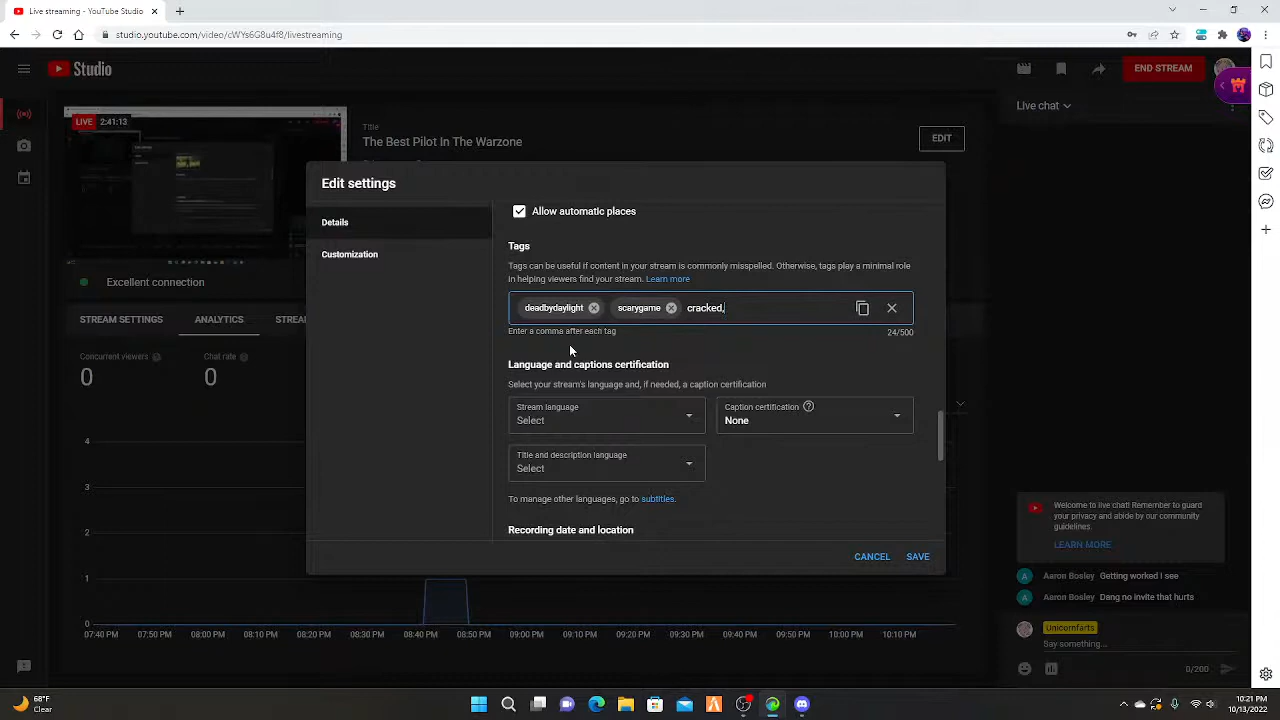 Live streaming - YouTube Studio
studio.youtube.com/video/cWYs6G8u4f8/livestreaming
Studio
END STREAM
LIVE 2:41:13
Title
The Best Pilot In The Warzone
EDIT
Live chat
Edit settings
Details
Customization
Allow automatic places
Tags
Tags can be useful if content in your stream is commonly misspelled. Otherwise, tags play a minimal role
in helping viewers find your stream. Learn more
deadbydaylight scarygame cracked,
Enter a comma after each tag 24/500
Language and captions certification
Select your stream's language and, if needed, a caption certification
Stream language
Select
Caption certification
None
Title and description language
Select
To manage other languages, go to subtitles.
Recording date and location
CANCEL SAVE
Excellent connection
STREAM SETTINGS ANALYTICS STREA
Concurrent viewers Chat rate
0 0
4
3
2
1
0
07:40 PM 07:50 PM 08:00 PM 08:10 PM 08:20 PM 08:30 PM 08:40 PM 08:50 PM 09:00 PM 09:10 PM 09:20 PM 09:30 PM 09:40 PM 09:50 PM 10:00 PM 10:10 PM
Welcome to live chat! Remember to guard
your privacy and abide by our community
guidelines.
LEARN MORE
A Aaron Bosley Getting worked I see
A Aaron Bosley Dang no invite that hurts
Unicornfarts
Say something...
0/200
68°F
Clear
10:21 PM
10/3/2022